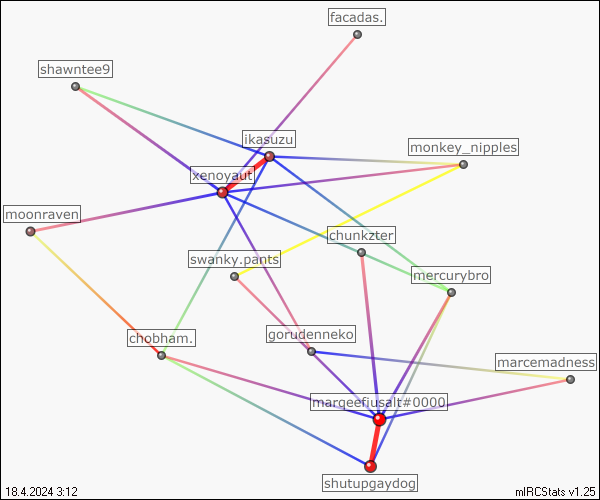 facadas.
shawntee9
ikasuzu
monkey_nipples
xenoyaut
moonraven
chunkzter
swanky.pants
mercurybro
chobham.
gorudenneko
marcemadness
margeefiusalt#0000
shutupgaydog
18.4.2024 3:12
mIRCStats v1.25